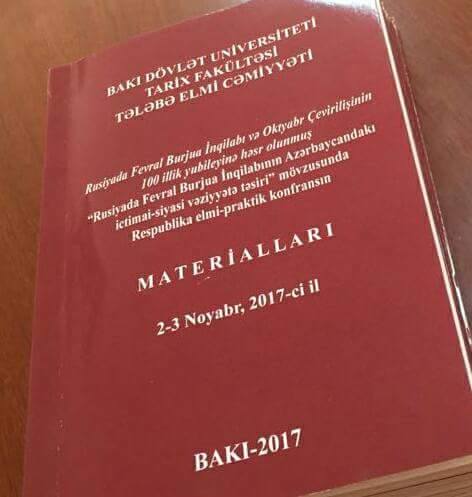 BAKI DÖVLƏT UNİVERSİTETİ
TARİX FAKÜLTƏSİ
TƏLƏBƏ ELMİ CƏMİYYƏTİ
Rusiyada Fevral Burjua İnqilabı və Oktyabr Çevirilişinin
100 illik yubileyinə həsr olunmuş
“Rusiyada Fevral Burjua İnqilabının Azərbaycandakı
ictimai-siyasi vəziyyətə təsiri” mövzusunda
Respublika elmi-praktik konfransın
MATERİALLARI
2-3 Noyabr, 2017-ci il
BAKI-2017